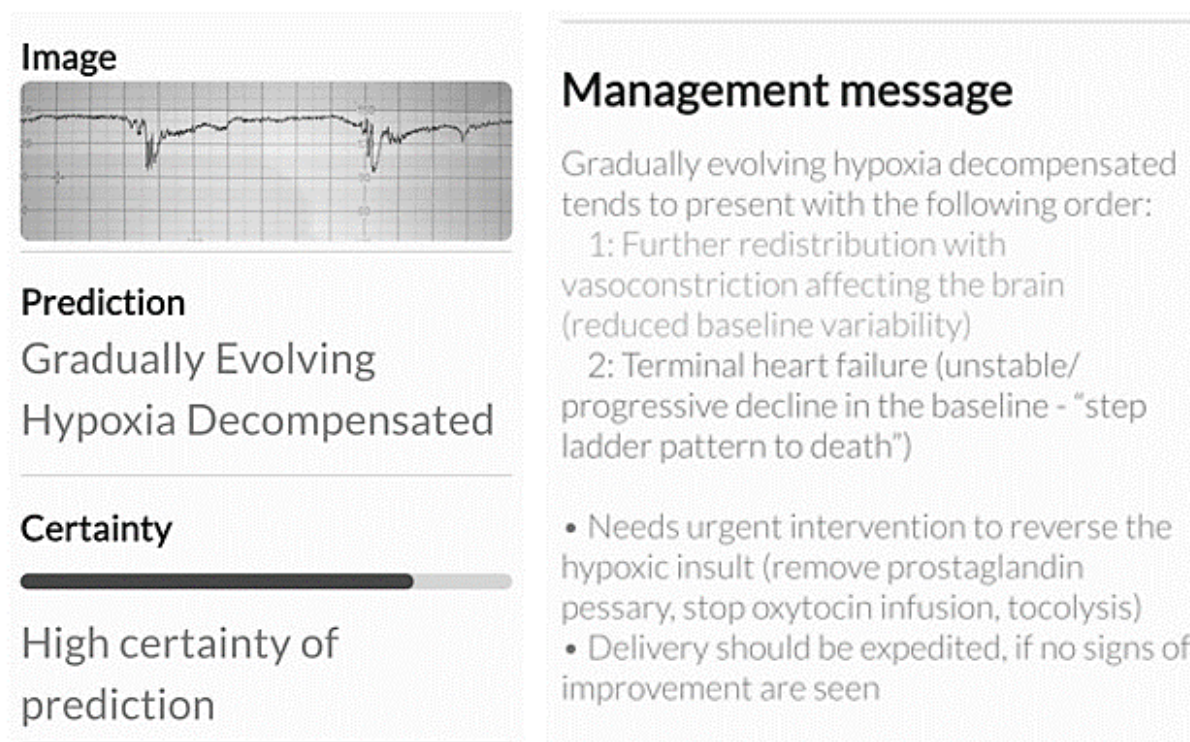 Image
Prediction
Gradually Evolving
Hypoxia Decompensated
Certainty
High certainty of
prediction
Management message
Gradually evolving hypoxia decompensated
tends to present with the following order:
1: Further redistribution with
vasoconstriction affecting the brain
(reduced baseline variability)
2: Terminal heart failure (unstable/
progressive decline in the baseline - “step
ladder pattern to death”)
• Needs urgent intervention to reverse the
hypoxic insult (remove prostaglandin
pessary, stop oxytocin infusion, tocolysis)
• Delivery should be expedited, if no signs of
improvement are seen